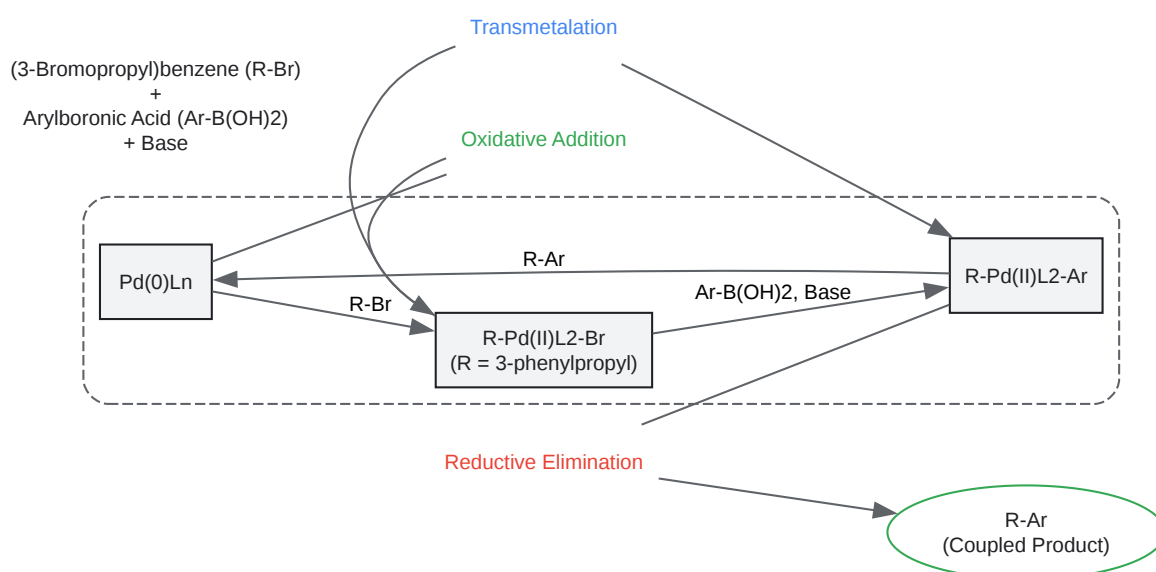 Transmetalation
(3-Bromopropyl)benzene (R-Br)
+
Arylboronic Acid (Ar-B(OH)2)
+ Base
Oxidative Addition
Pd(0)Ln
R-Ar
R-Pd(II)L2-Ar
R-Br
Ar-B(OH)2, Base
R-Pd(II)L2-Br
(R = 3-phenylpropyl)
Reductive Elimination
R-Ar
(Coupled Product)